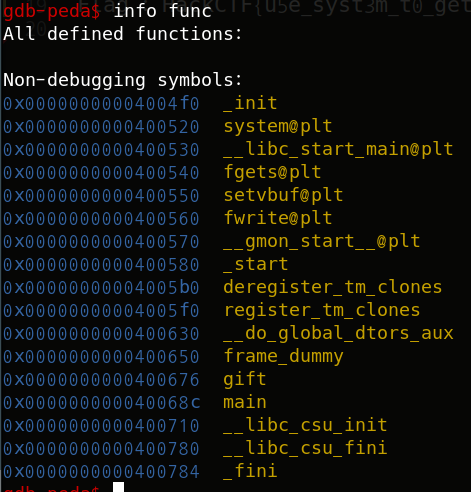 HackCTF{u5e_syst3m_t0_get
gdb-peda$ info func
All defined functions:
Non-debugging symbols:
0x00000000004004f0 _init
0x0000000000400520 system@plt
0x0000000000400530 __libc_start_main@plt
0x0000000000400540 fgets@plt
0x0000000000400550 setvbuf@plt
0x0000000000400560 fwrite@plt
0x0000000000400570 __gmon_start__@plt
0x0000000000400580 _start
0x00000000004005b0 deregister_tm_clones
0x00000000004005f0 register_tm_clones
0x0000000000400630 __do_global_dtors_aux
0x0000000000400650 frame_dummy
0x0000000000400676 gift
0x000000000040068c main
0x0000000000400710 __libc_csu_init
0x0000000000400780 __libc_csu_fini
0x0000000000400784 _fini
gdb-peda$